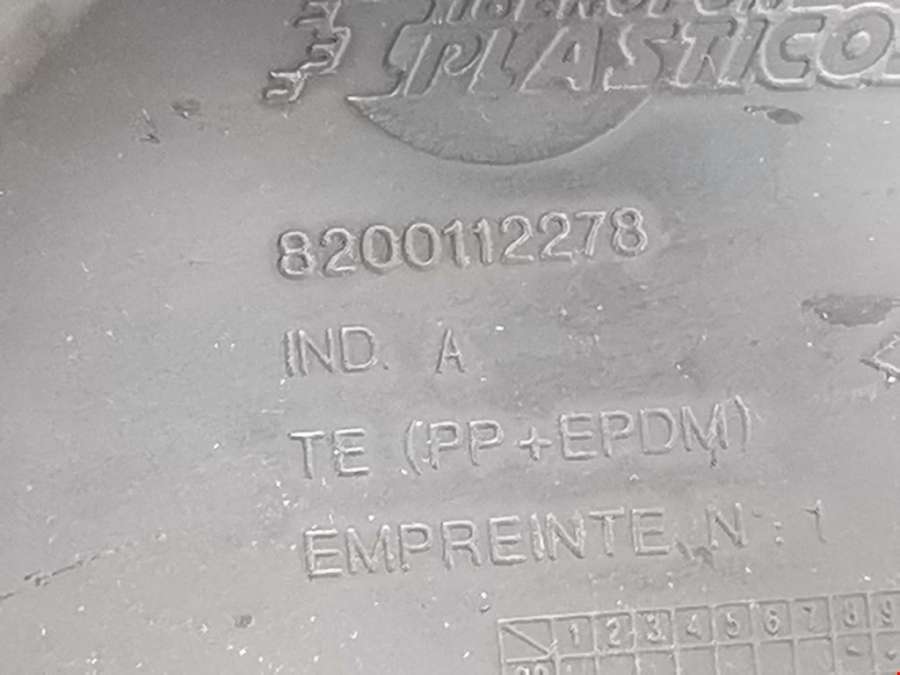 PLASTICO
8200112278
IND. A
TE (PP+EPDM)
EMPREINTE N°: 1
1 2 3 4 5 6 7 8 9